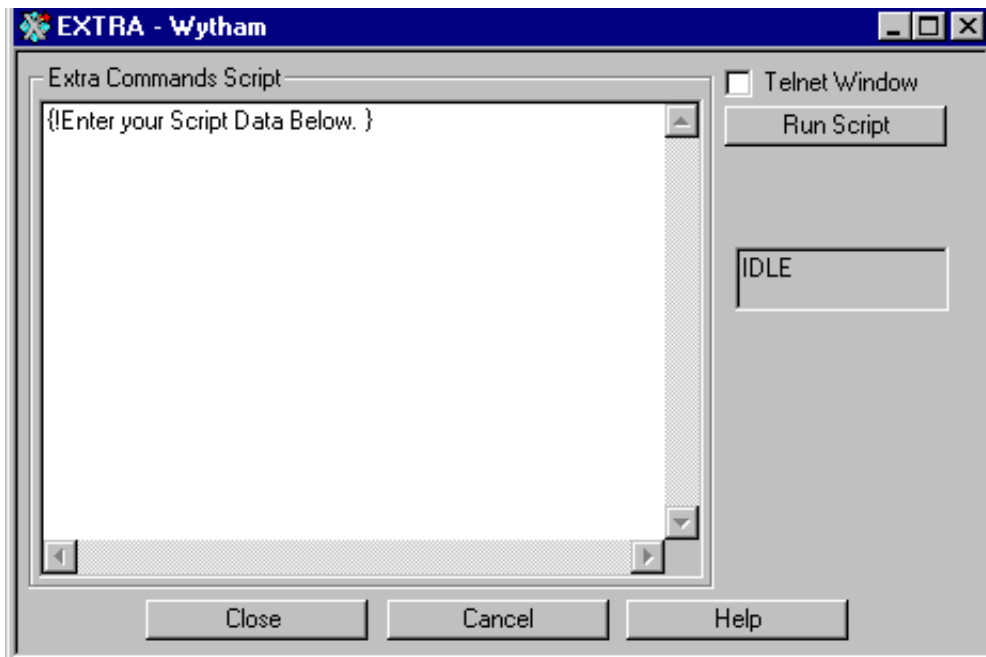 EXTRA - Wytham
Extra Commands Script
{!Enter your Script Data Below. }
Telnet Window
Run Script
IDLE
Close
Cancel
Help